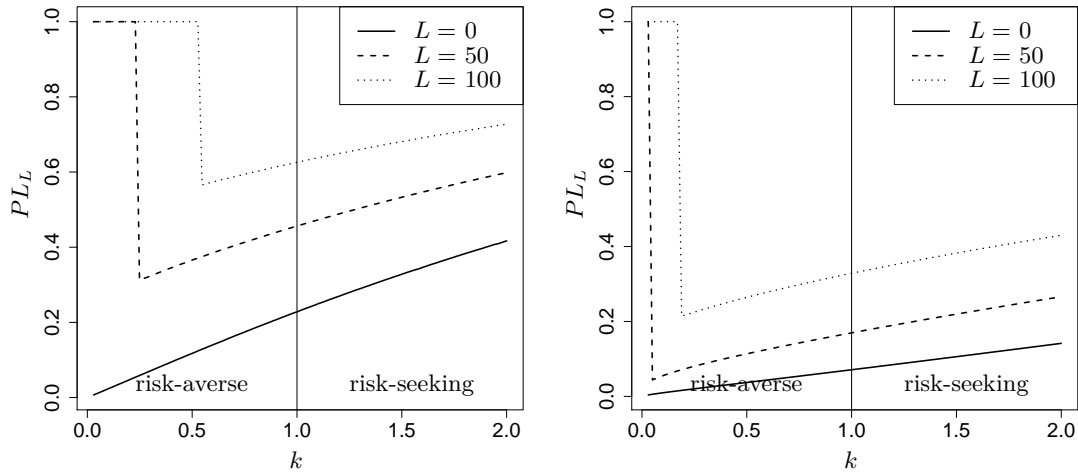 PL_L
1.0
0.8
0.6
0.4
0.2
0.0
L = 0
L = 50
L = 100
risk-averse
risk-seeking
0.0 0.5 1.0 1.5 2.0
k
PL_L
1.0
0.8
0.6
0.4
0.2
0.0
L = 0
L = 50
L = 100
risk-averse
risk-seeking
0.0 0.5 1.0 1.5 2.0
k